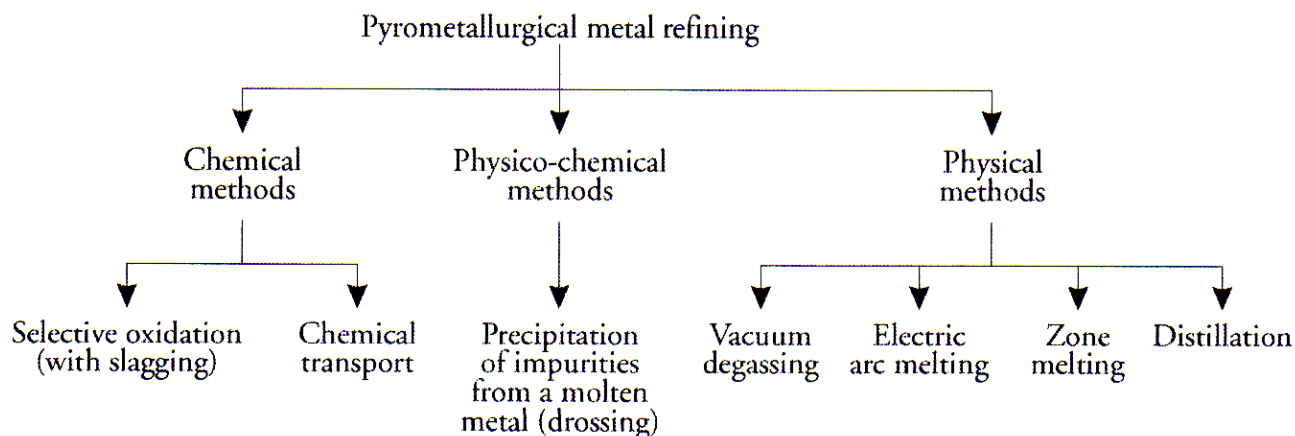 Pyrometallurgical metal refining
Chemical
methods
Physico-chemical
methods
Physical
methods
Selective oxidation
(with slagging)
Chemical
transport
Precipitation
of impurities
from a molten
metal (drossing)
Vacuum
degassing
Electric
arc melting
Zone
melting
Distillation